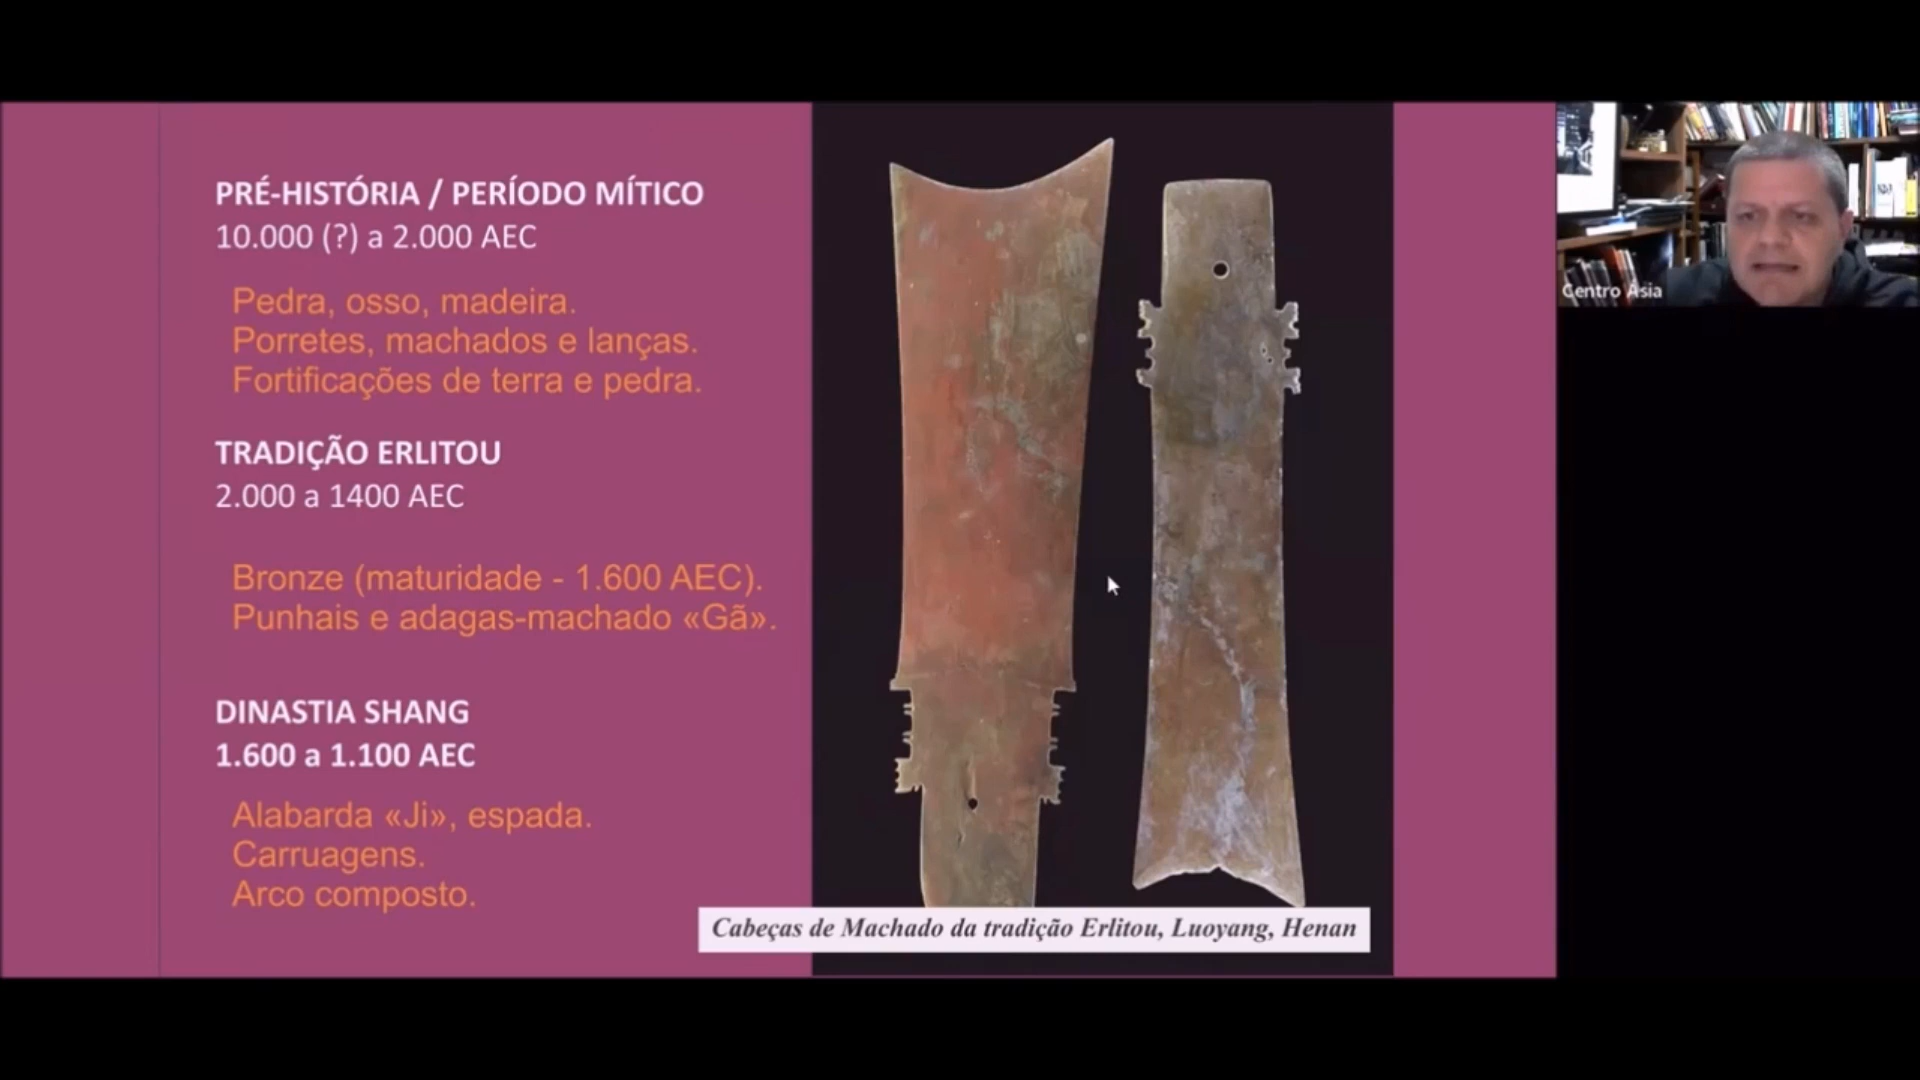 PRÉ-HISTÓRIA / PERÍODO MÍTICO
10.000 (?) a 2.000 AEC
Pedra, osso, madeira.
Porretes, machados e lanças.
Fortificações de terra e pedra.
TRADIÇÃO ERLITOU
2.000 a 1400 AEC
Bronze (maturidade - 1.600 AEC).
Punhais e adagas-machado «Gã».
DINASTIA SHANG
1.600 a 1.100 AEC
Alabarda «Ji», espada.
Carruagens.
Arco composto.
Cabeças de Machado da tradição Erlitou, Luoyang, Henan
Centro Ásia